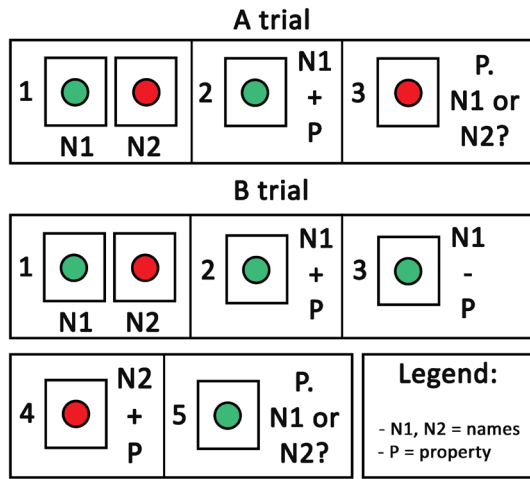 A trial
1
N1 N2
2
N1
+
P
3
P.
N1 or
N2?
B trial
1
N1 N2
2
N1
+
P
3
N1
-
P
4
N2
+
P
5
P.
N1 or
N2?
Legend:
- N1, N2 = names
- P = property